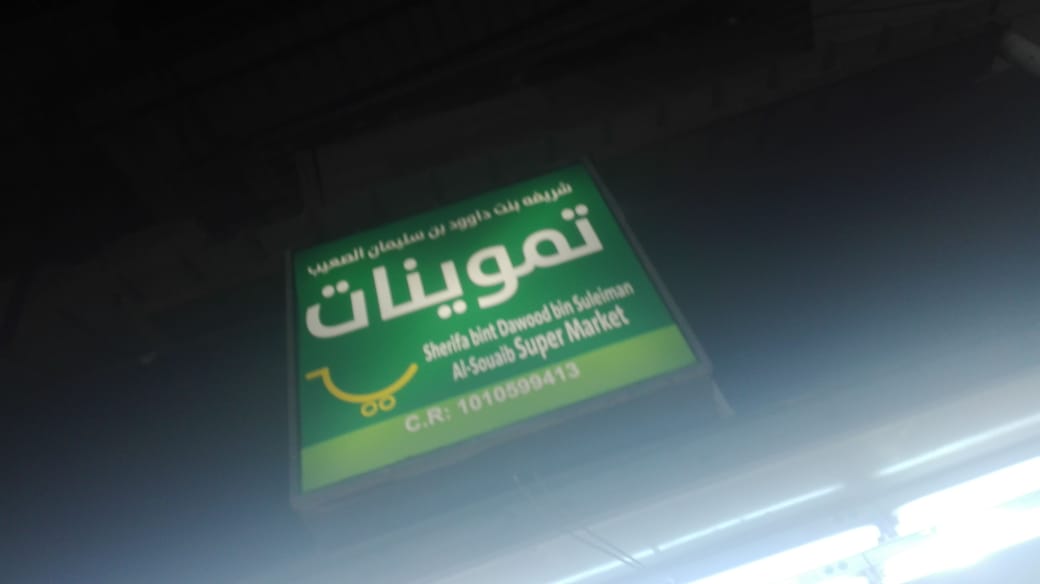 شريفه بنت داوود بن سليمان الصعيب
تموينات
Sherifa bint Dawood bin Suleiman
Al-Souaib Super Market
C.R: 1010599413